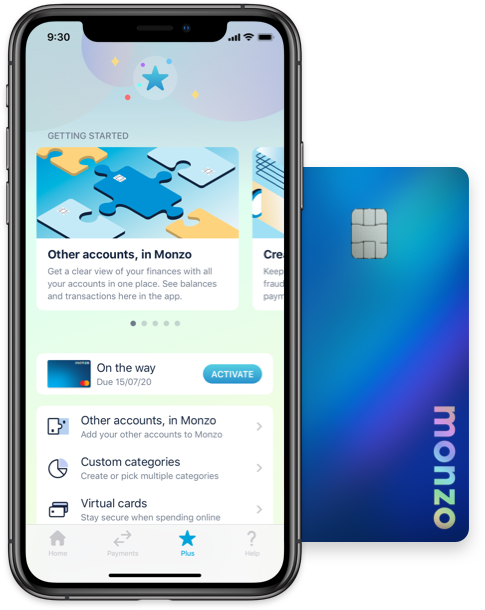 9:30
GETTING STARTED
Other accounts, in Monzo
Get a clear view of your finances with all
your accounts in one place. See balances
and transactions here in the app.
Crea
Keep
fraud
paym
On the way
Due 15/07/20
ACTIVATE
Other accounts, in Monzo
Add your other accounts to Monzo
Custom categories
Create or pick multiple categories
Virtual cards
Stay secure when spending online
Home
Payments
Plus
Help
monzo